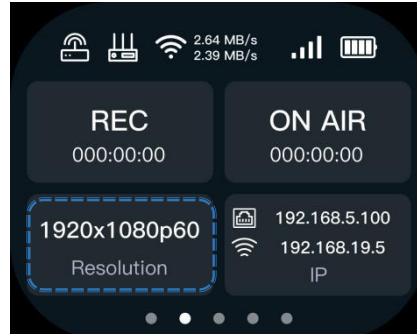 2.64 MB/s
2.39 MB/s
REC
000:00:00
ON AIR
000:00:00
1920x1080p60
Resolution
192.168.5.100
192.168.19.5
IP